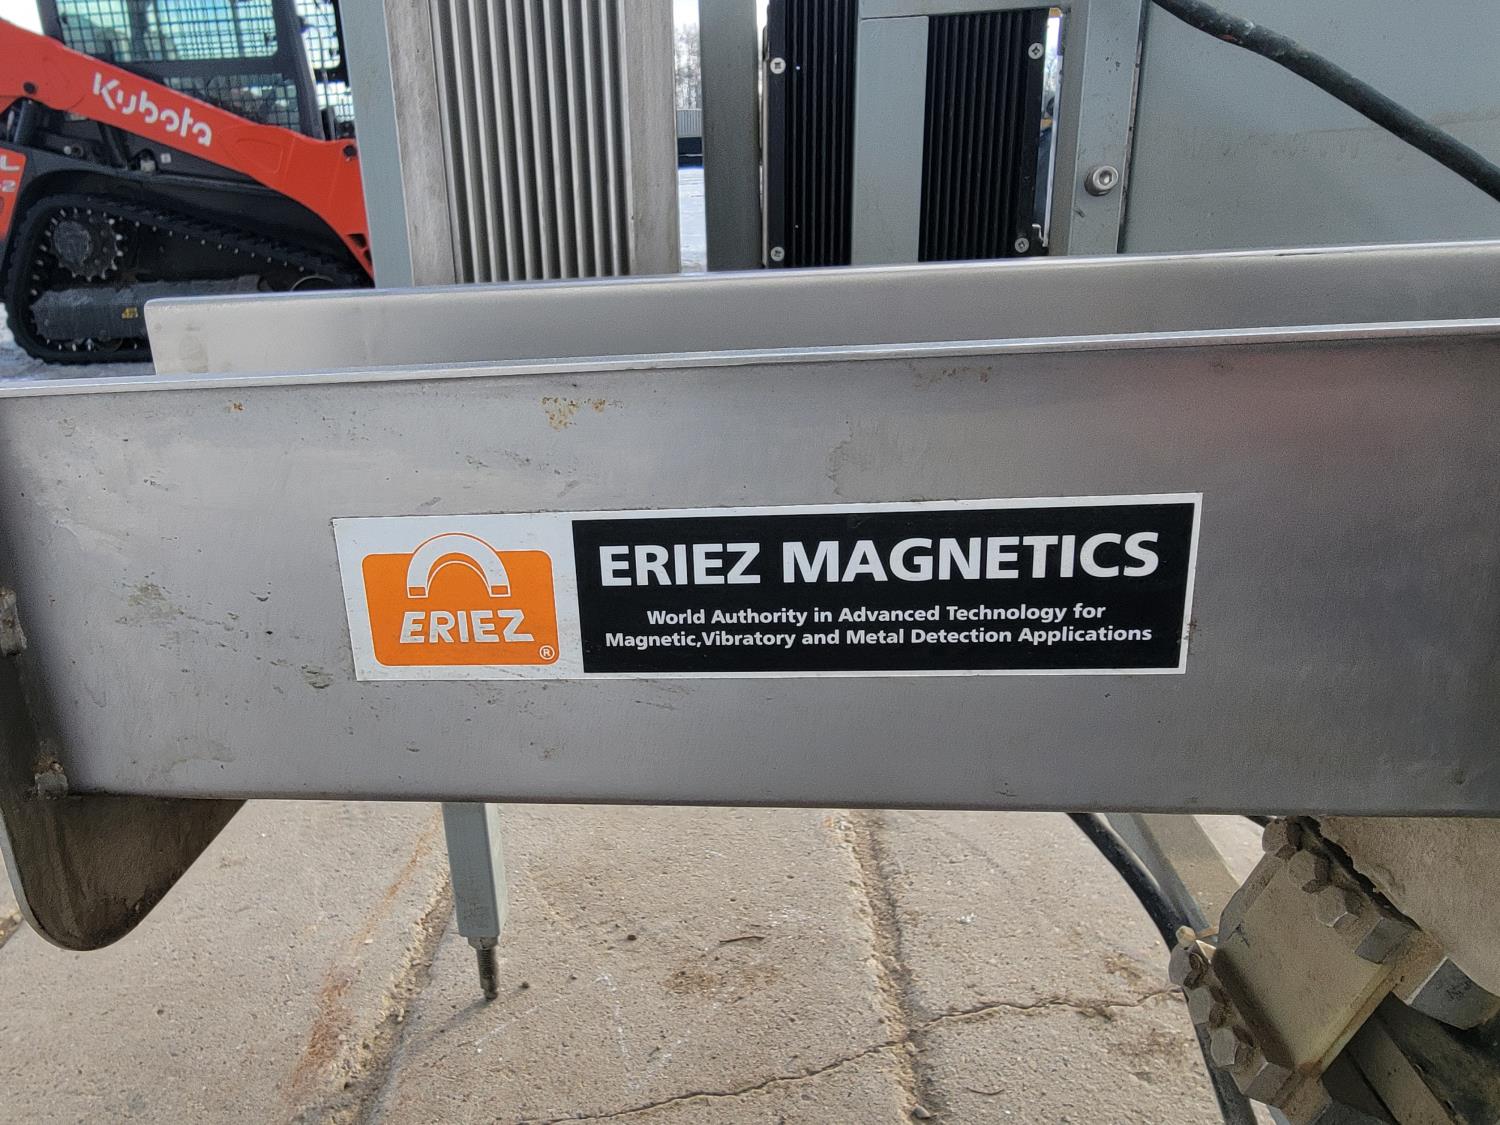 Kubota
ERIEZ
®
ERIEZ MAGNETICS
World Authority in Advanced Technology for
Magnetic,Vibratory and Metal Detection Applications